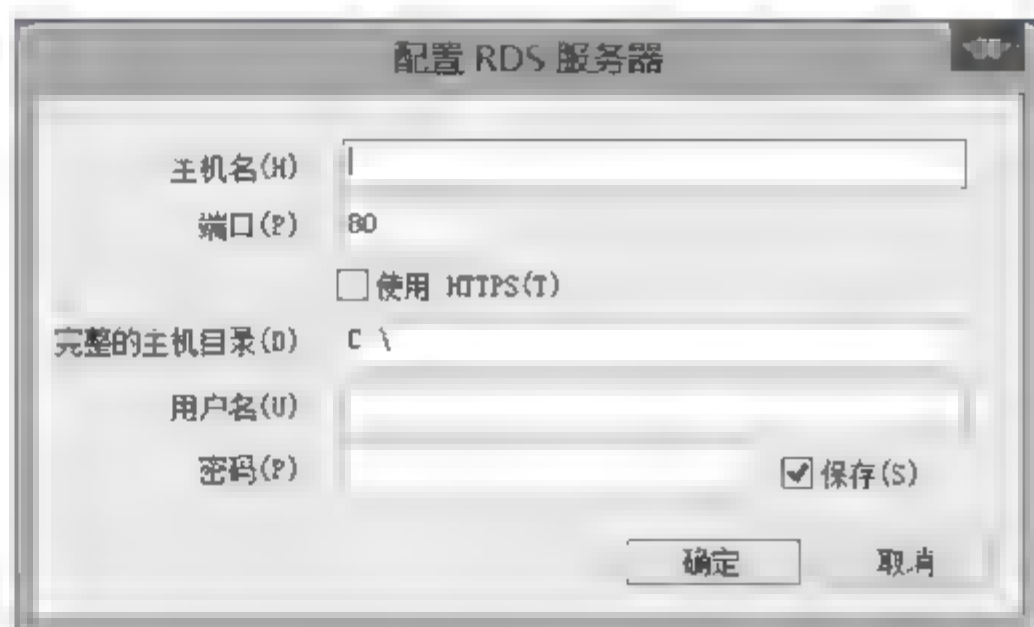 配置 RDS 服务器
主机名(H)
端口(P) 80
使用 HTTPS(T)
完整的主机目录(D) C \
用户名(U)
密码(P) 保存(S)
确定 取消